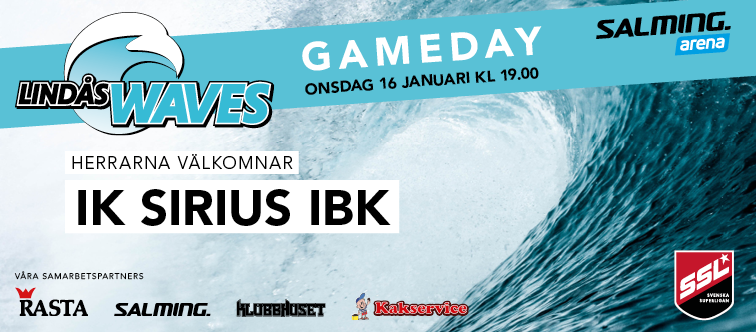 LINDÅS WAVES
GAMEDAY
ONSDAG 16 JANUARI KL 19.00
SALMING.
arena
HERRARNA VÄLKOMNAR
IK SIRIUS IBK
VÅRA SAMARBETSPARTNERS
RASTA SALMING. KLUBBHUSET Kakservice
SSL
SVENSKA
SUPERLIGAN